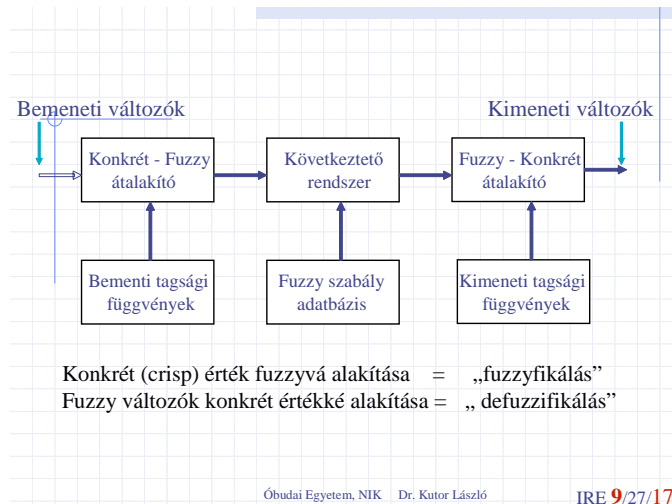 Bemeneti változók
Kimeneti változók
Konkrét - Fuzzy
átalakító
Következtető
rendszer
Fuzzy - Konkrét
átalakító
Bementi tagsági
függvények
Fuzzy szabály
adatbázis
Kimeneti tagsági
függvények
Konkrét (crisp) érték fuzzyvá alakítása = „fuzzyfikálás”
Fuzzy változók konkrét értékké alakítása = „ defuzzifikálás”
Óbudai Egyetem, NIK Dr. Kutor László
IRE 9/27/17